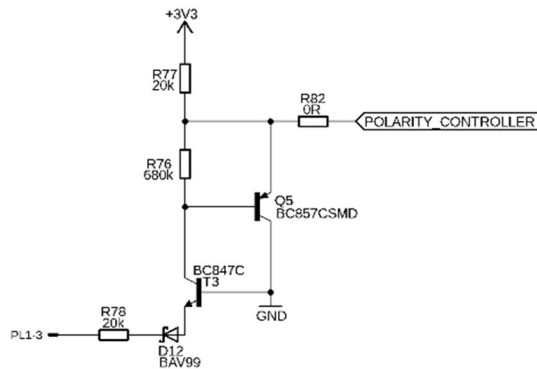 +3V3
R77
20k
R82
0R
POLARITY_CONTROLLER
R76
680k
Q5
BC857CSMD
BC847C
T3
R78
20k
GND
PL1-3
D12
BAV99